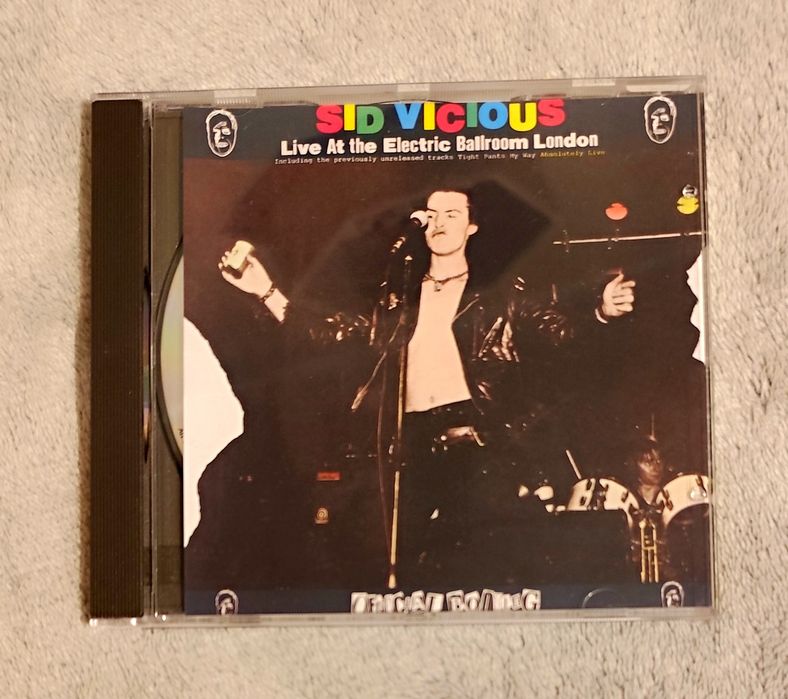 SID VICIOUS
Live At the Electric Ballroom London
Including the previously unreleased tracks Tight Pants My Way Absolutely Live